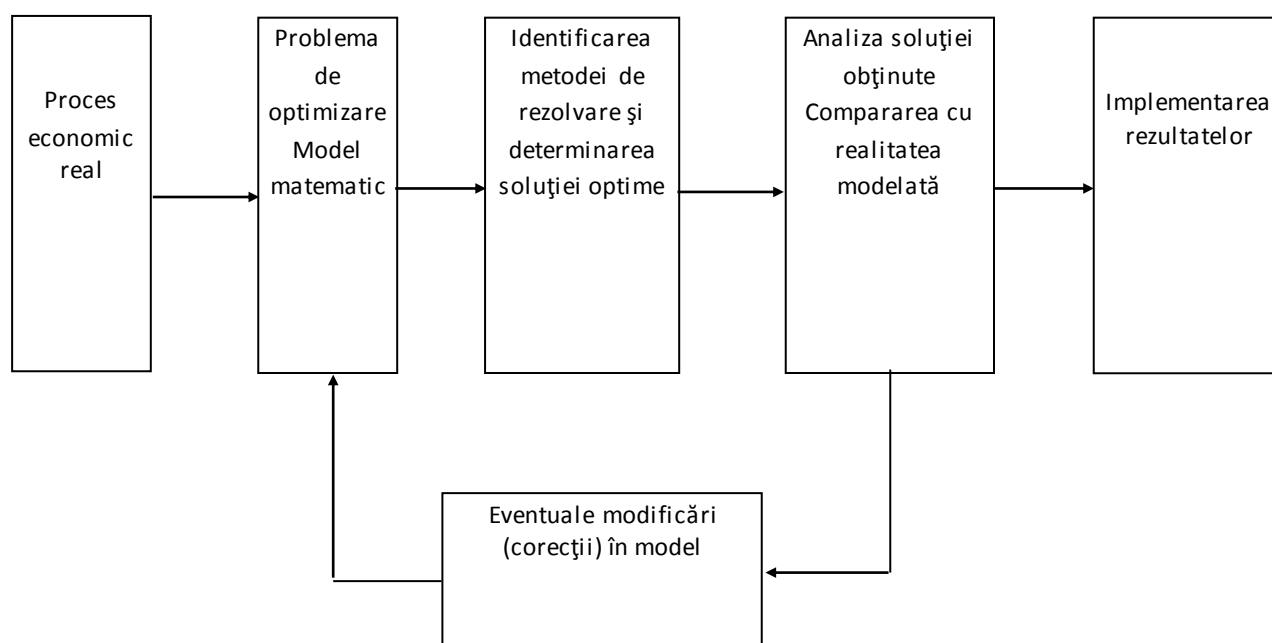 Proces
economic
real
Problema
de
optimizare
Model
matematic
Identificarea
metodei de
rezolvare şi
determinarea
soluţiei optime
Analiza soluţiei
obţinute
Compararea cu
realitatea
modelată
Implementarea
rezultatelor
Eventuale modificări
(corecţii) în model